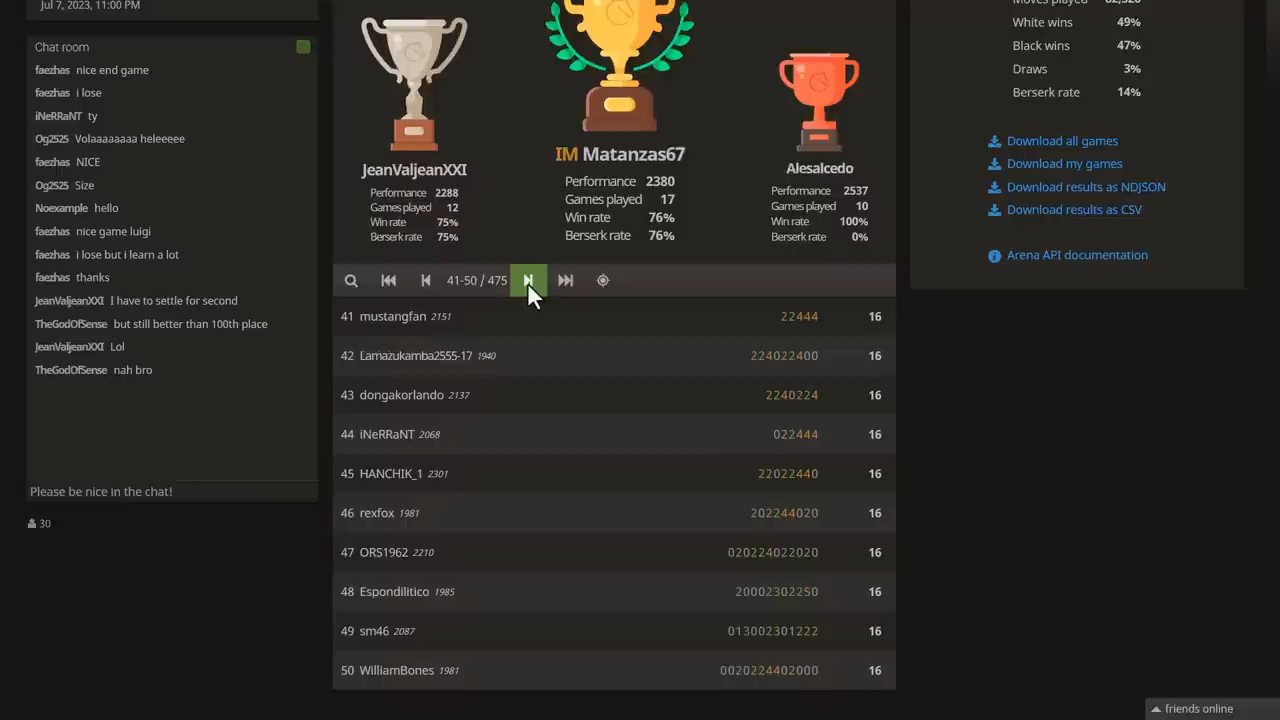 Jul 7, 2023, 11:00 PM
Chat room
faezhas nice end game
faezhas i lose
iNeRRaNT ty
Og2525 Volaaaaaaaa heleeeee
faezhas NICE
Og2525 Size
Noexample hello
faezhas nice game luigi
faezhas i lose but i learn a lot
faezhas thanks
JeanValjeanXXI I have to settle for second
TheGodOfSense but still better than 100th place
JeanValjeanXXI Lol
TheGodOfSense nah bro
Please be nice in the chat!
30
JeanValjeanXXI
Performance 2288
Games played 12
Win rate 75%
Berserk rate 75%
IM Matanzas67
Performance 2380
Games played 17
Win rate 76%
Berserk rate 76%
Alesalcedo
Performance 2537
Games played 10
Win rate 100%
Berserk rate 0%
41-50 / 475
41 mustangfan 2151 22444 16
42 Lamazukamba2555-17 1940 224022400 16
43 dongakorlando 2137 2240224 16
44 iNeRRaNT 2068 022444 16
45 HANCHIK_1 2301 22022440 16
46 rexfox 1981 202244020 16
47 ORS1962 2210 020224022020 16
48 Espondilitico 1985 20002302250 16
49 sm46 2087 013002301222 16
50 WilliamBones 1981 0020224402000 16
Moves played
White wins 49%
Black wins 47%
Draws 3%
Berserk rate 14%
Download all games
Download my games
Download results as NDJSON
Download results as CSV
Arena API documentation
friends online